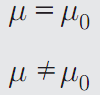 μ = μ₀
μ ≠ μ₀